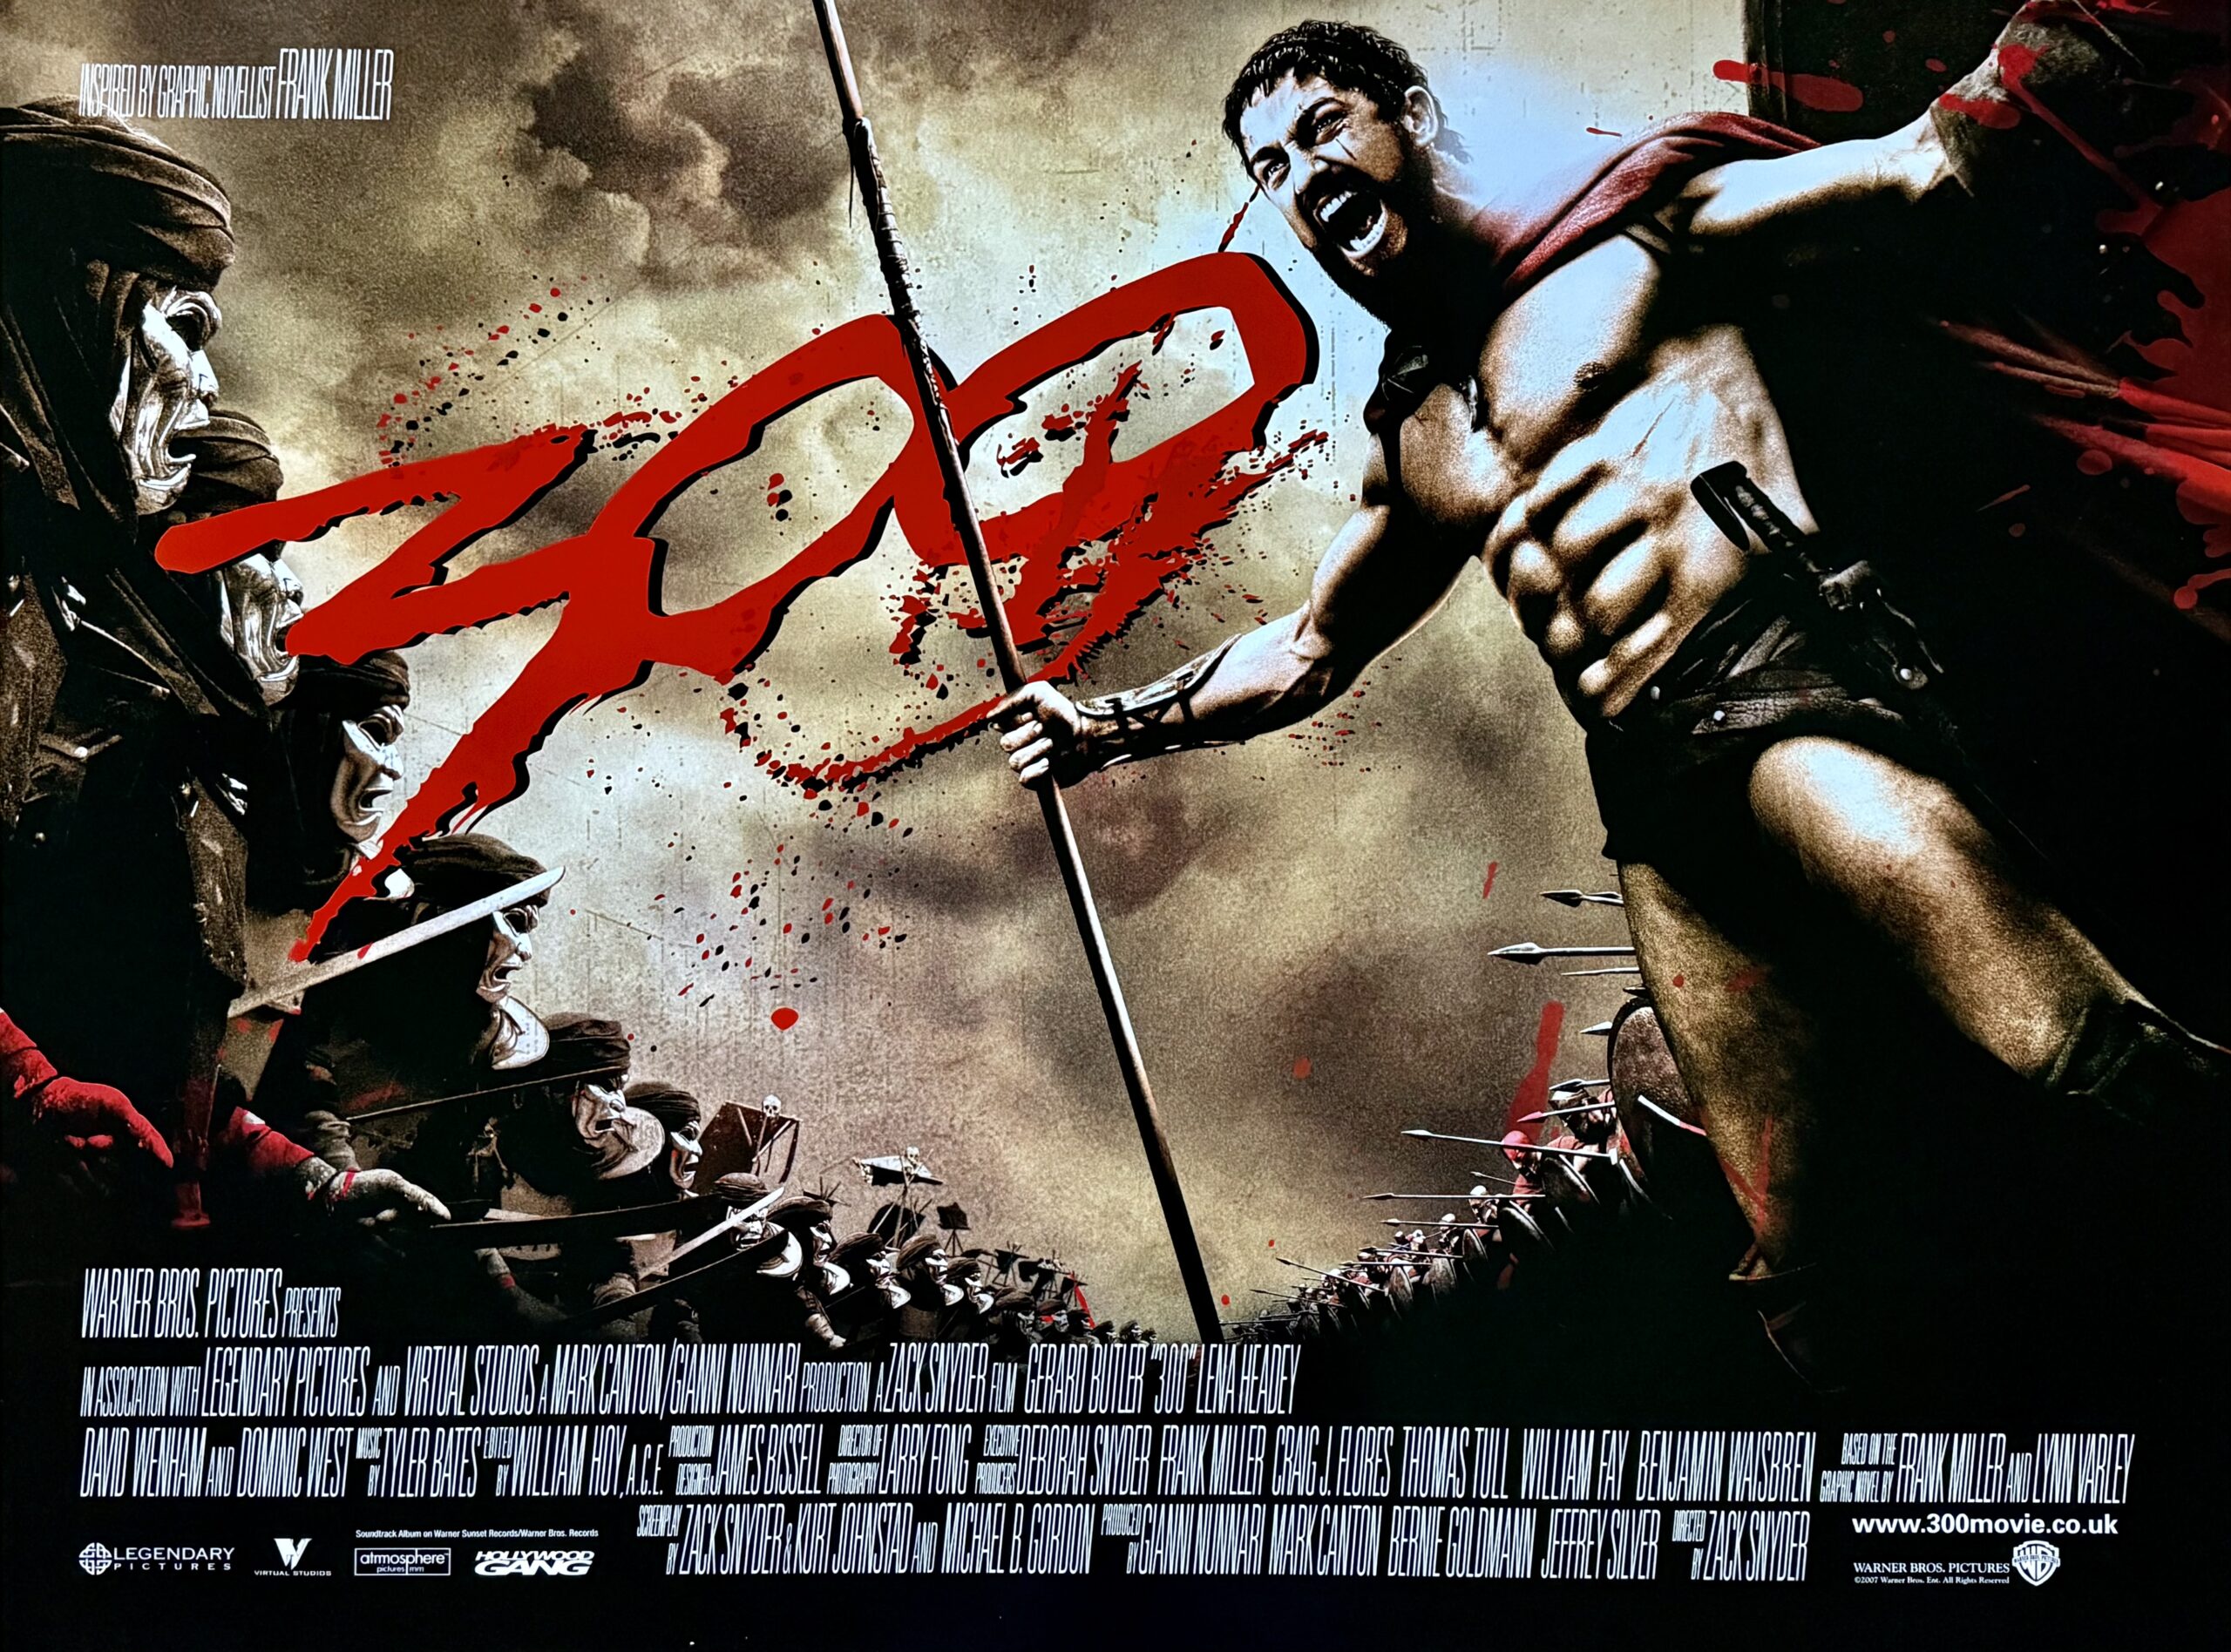 INSPIRED BY GRAPHIC NOVELLIST FRANK MILLER
300
WARNER BROS. PICTURES PRESENTS
IN ASSOCIATION WITH LEGENDARY PICTURES AND VIRTUAL STUDIOS A MARK CANTON/GIANNI NUNNARI PRODUCTION A ZACK SNYDER FILM GERARD BUTLER "300" LENA HEADEY
DAVID WENHAM AND DOMINIC WEST MUSIC BY TYLER BATES EDITED BY WILLIAM HOY, A.C.E. PRODUCTION DESIGNER JAMES BISSELL DIRECTOR OF PHOTOGRAPHY LARRY FONG EXECUTIVE PRODUCERS DEBORAH SNYDER FRANK MILLER CRAIG J. FLORES THOMAS TULL WILLIAM FAY BENJAMIN WAISBREN BASED ON THE GRAPHIC NOVEL BY FRANK MILLER AND LYNN VARLEY
SCREENPLAY BY ZACK SNYDER & KURT JOHNSTAD AND MICHAEL B. GORDON PRODUCED BY GIANNI NUNNARI MARK CANTON BERNIE GOLDMANN JEFFREY SILVER DIRECTED BY ZACK SNYDER
www.300movie.co.uk
Soundtrack Album on Warner Sunset Records/Warner Bros. Records
LEGENDARY PICTURES
VIRTUAL STUDIOS
atmosphere pictures mm
HOLLYWOOD GANG
WARNER BROS. PICTURES
©2007 Warner Bros. Ent. All Rights Reserved